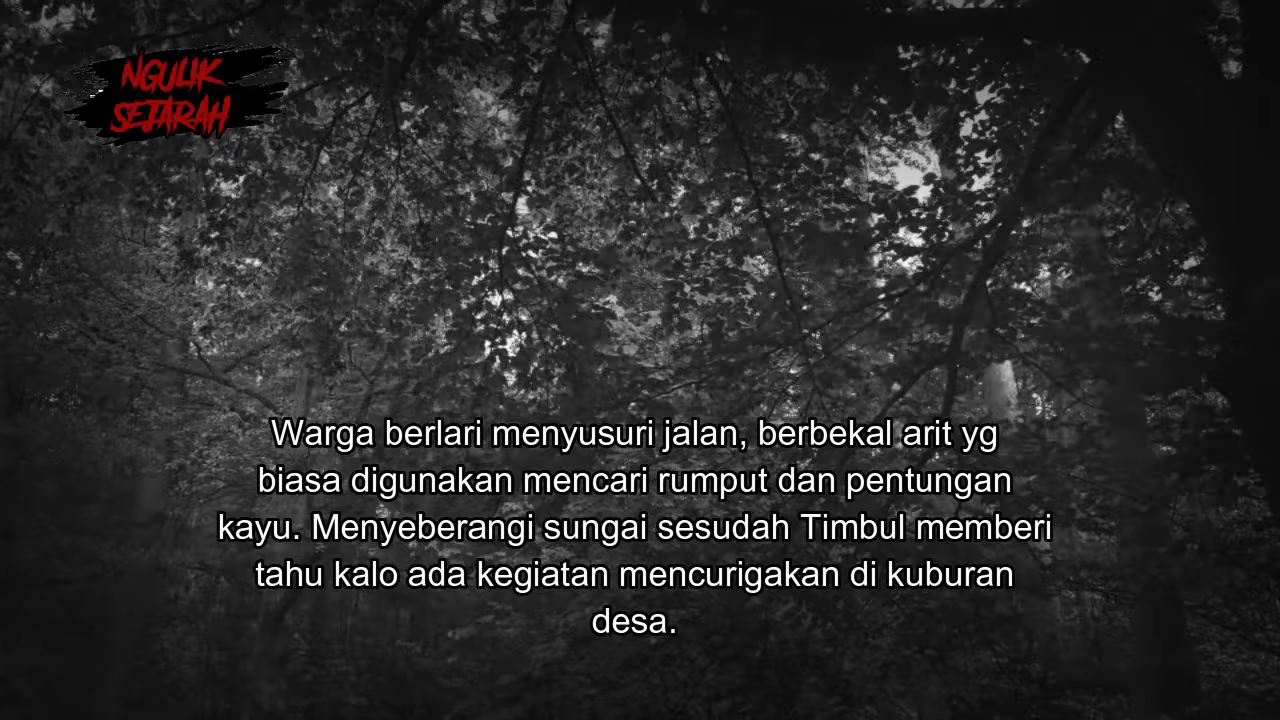 NGULIK
SEJARAH
Warga berlari menyusuri jalan, berbekal arit yg
biasa digunakan mencari rumput dan pentungan
kayu. Menyeberangi sungai sesudah Timbul memberi
tahu kalo ada kegiatan mencurigakan di kuburan
desa.